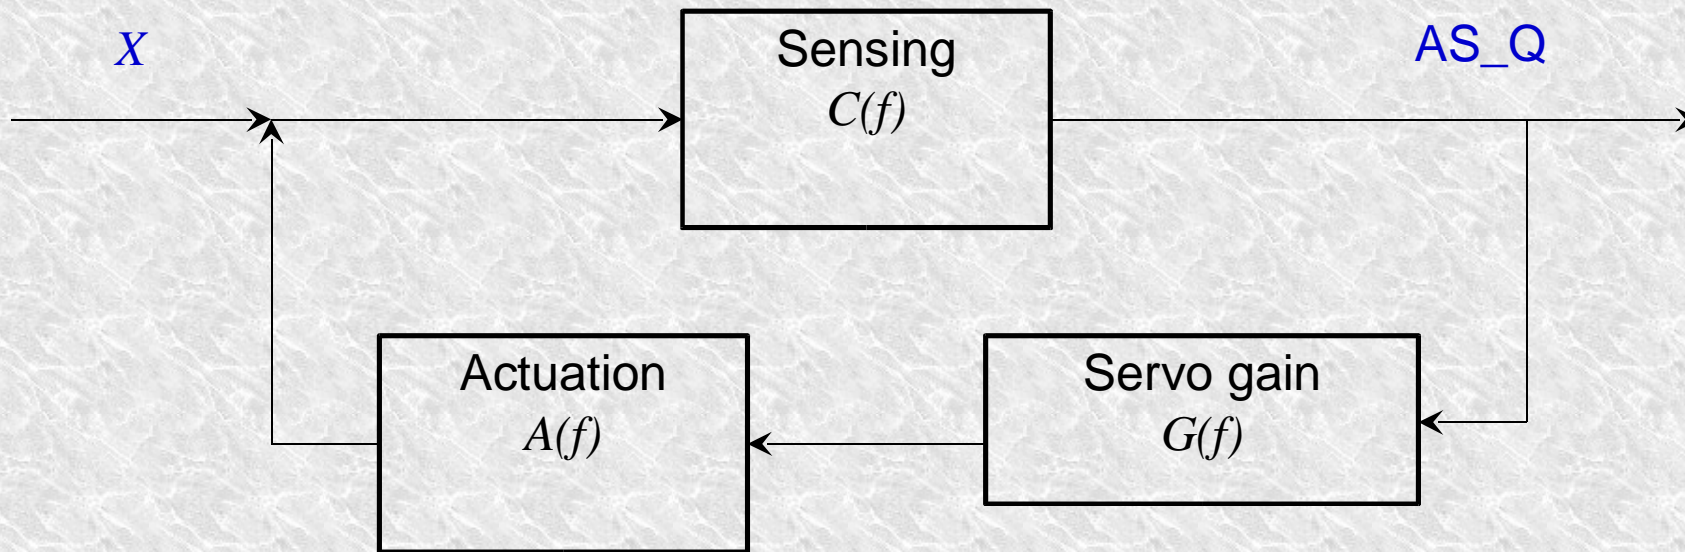 X
Sensing
C(f)
AS_Q
Actuation
A(f)
Servo gain
G(f)